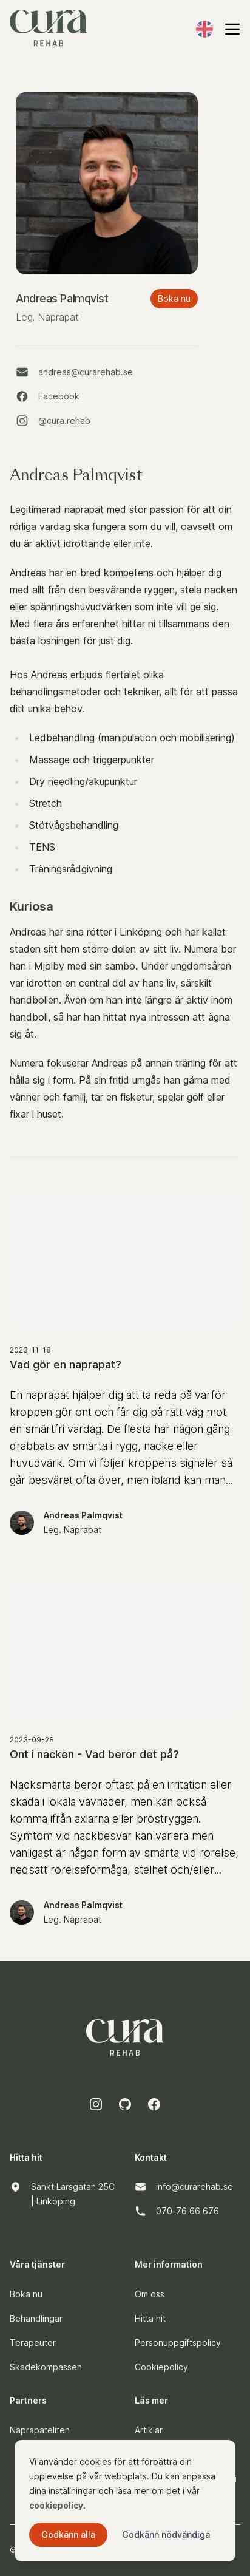 cura
REHAB
Andreas Palmqvist
Boka nu
Leg. Naprapat
andreas@curarehab.se
Facebook
@cura.rehab
Andreas Palmqvist
Legitimerad naprapat med stor passion för att din
rörliga vardag ska fungera som du vill, oavsett om
du är aktivt idrottande eller inte.
Andreas har en bred kompetens och hjälper dig
med allt från den besvärande ryggen, stela nacken
eller spänningshuvudvärken som inte vill ge sig.
Med flera års erfarenhet hittar ni tillsammans den
bästa lösningen för just dig.
Hos Andreas erbjuds flertalet olika
behandlingsmetoder och tekniker, allt för att passa
ditt unika behov.
Ledbehandling (manipulation och mobilisering)
Massage och triggerpunkter
Dry needling/akupunktur
Stretch
Stötvågsbehandling
TENS
Träningsrådgivning
Kuriosa
Andreas har sina rötter i Linköping och har kallat
staden sitt hem större delen av sitt liv. Numera bor
han i Mjölby med sin sambo. Under ungdomsåren
var idrotten en central del av hans liv, särskilt
handbollen. Även om han inte längre är aktiv inom
handboll, så har han hittat nya intressen att ägna
sig åt.
Numera fokuserar Andreas på annan träning för att
hålla sig i form. På sin fritid umgås han gärna med
vänner och familj, tar en fisketur, spelar golf eller
fixar i huset.
2023-11-18
Vad gör en naprapat?
En naprapat hjälper dig att ta reda på varför
kroppen gör ont och får dig på rätt väg mot
en smärtfri vardag. De flesta har någon gång
drabbats av smärta i rygg, nacke eller
huvudvärk. Om vi följer kroppens signaler så
går besvären ofta över, men ibland kan man...
Andreas Palmqvist
Leg. Naprapat
2023-09-28
Ont i nacken - Vad beror det på?
Nacksmärta beror oftast på en irritation eller
skada i lokala vävnader, men kan också
komma ifrån axlarna eller bröstryggen.
Symtom vid nackbesvär kan variera men
vanligast är någon form av smärta vid rörelse,
nedsatt rörelseförmåga, stelhet och/eller...
Andreas Palmqvist
Leg. Naprapat
cura
REHAB
Hitta hit
Kontakt
Sankt Larsgatan 25C
| Linköping
info@curarehab.se
070-76 66 676
Våra tjänster
Mer information
Boka nu
Om oss
Behandlingar
Hitta hit
Terapeuter
Personuppgiftspolicy
Skadekompassen
Cookiepolicy
Partners
Läs mer
Naprapateliten
Artiklar
Vi använder cookies för att förbättra din
upplevelse på vår webbplats. Du kan anpassa
dina inställningar och läsa mer om det i vår
cookiepolicy.
Godkänn alla
Godkänn nödvändiga